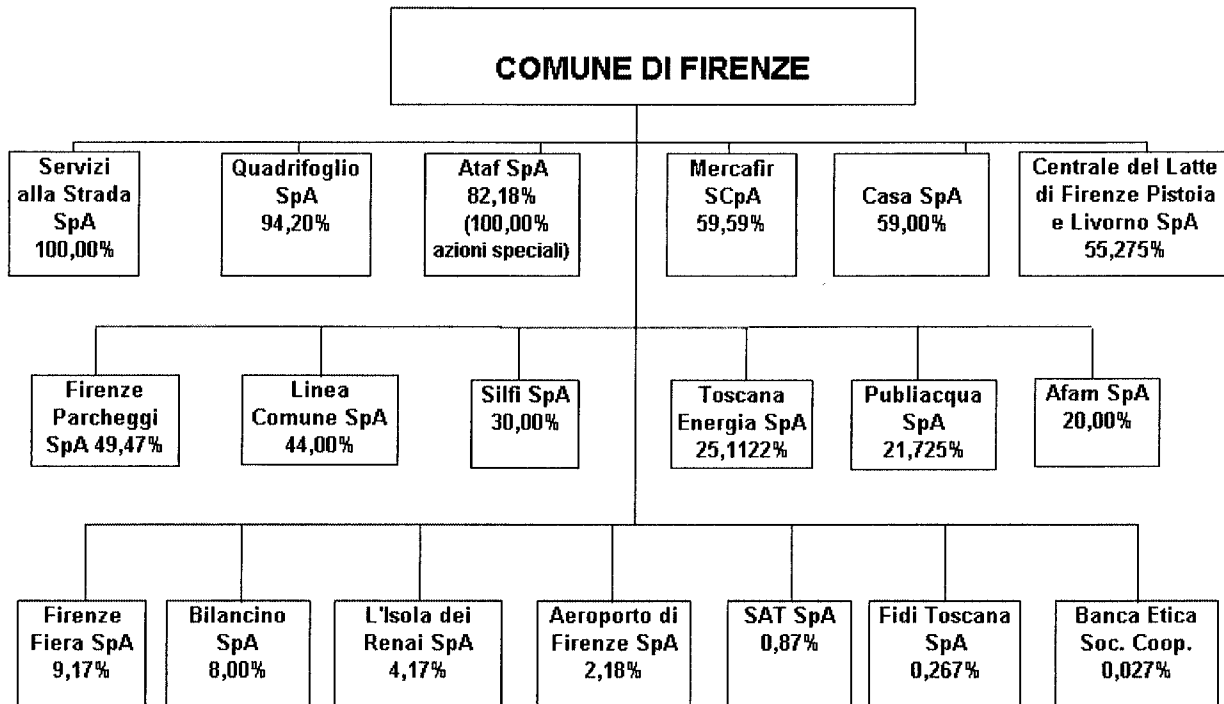 COMUNE DI FIRENZE
Servizi
alla Strada
SpA
100,00%
Quadrifoglio
SpA
94,20%
Ataf SpA
82,18%
(100,00%
azioni speciali)
Mercafir
SCpA
59,59%
Casa SpA
59,00%
Centrale del Latte
di Firenze Pistoia
e Livorno SpA
55,275%
Firenze
Parcheggi
SpA 49,47%
Linea
Comune SpA
44,00%
Silfi SpA
30,00%
Toscana
Energia SpA
25,1122%
Publiacqua
SpA
21,725%
Afam SpA
20,00%
Firenze
Fiera SpA
9,17%
Bilancino
SpA
8,00%
L'Isola dei
Renai SpA
4,17%
Aeroporto di
Firenze SpA
2,18%
SAT SpA
0,87%
Fidi Toscana
SpA
0,267%
Banca Etica
Soc. Coop.
0,027%